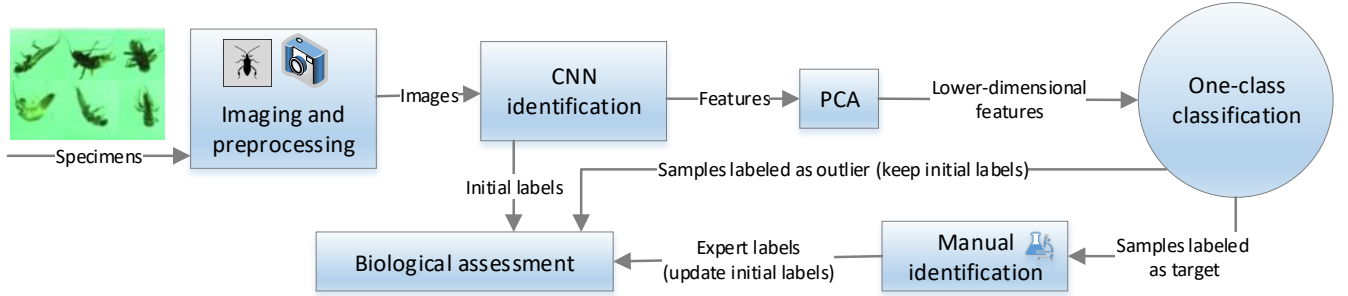 Specimens
Imaging and
preprocessing
Images
CNN
identification
Features
PCA
Lower-dimensional
features
One-class
classification
Initial labels
Samples labeled as outlier (keep initial labels)
Samples labeled
as target
Manual
identification
Expert labels
(update initial labels)
Biological assessment